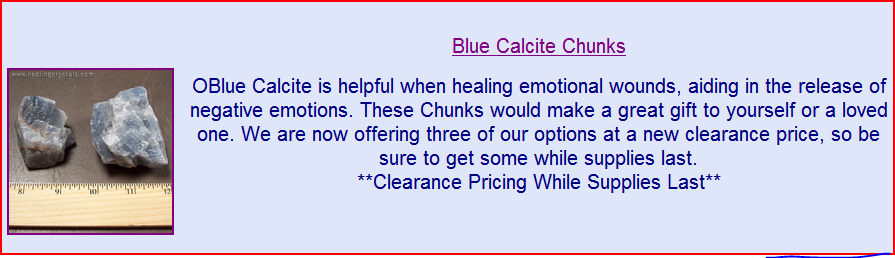 Blue Calcite Chunks
www.healingcrystals.com
OBlue Calcite is helpful when healing emotional wounds, aiding in the release of
negative emotions. These Chunks would make a great gift to yourself or a loved
one. We are now offering three of our options at a new clearance price, so be
sure to get some while supplies last.
**Clearance Pricing While Supplies Last**
8 9 10 11 12